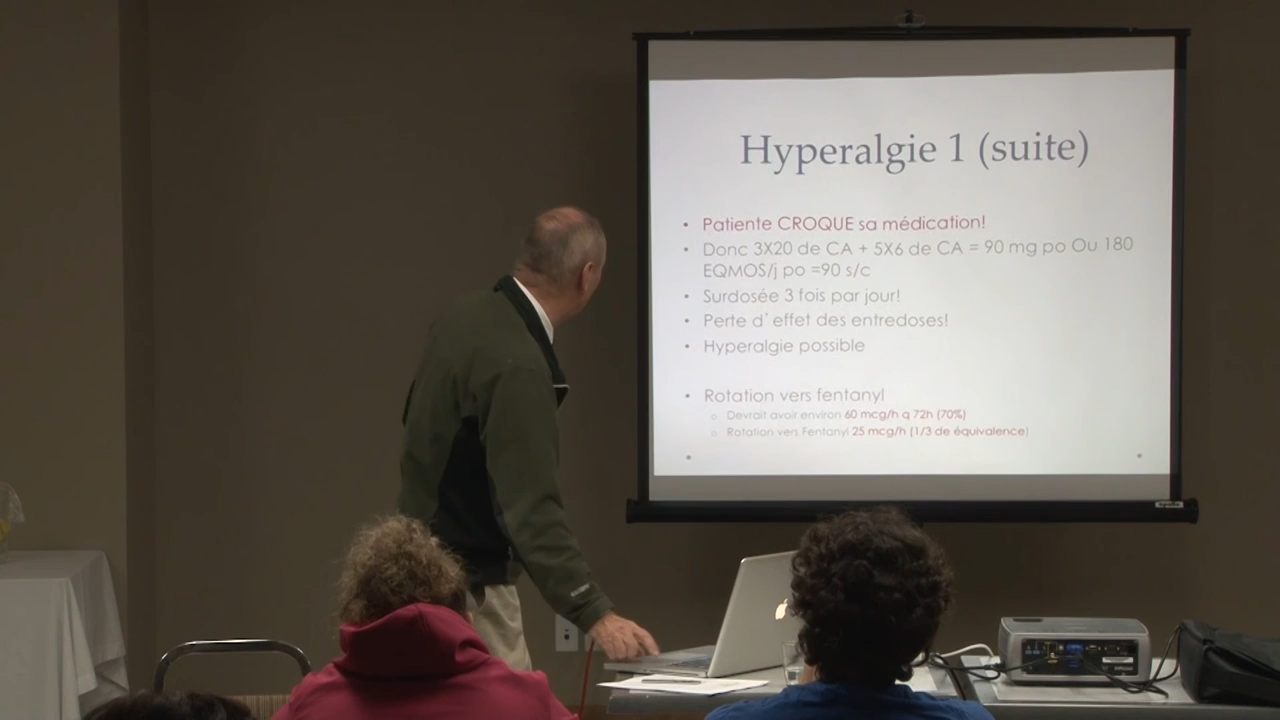 Hyperalgie 1 (suite)
• Patiente CROQUE sa médication!
• Donc 3X20 de CA + 5X6 de CA = 90 mg po Ou 180
EQMOS/j po =90 s/c
• Surdosée 3 fois par jour!
• Perte d' effet des entredoses!
• Hyperalgie possible
• Rotation vers fentanyl
o Devrait avoir environ 60 mcg/h q 72h (70%)
o Rotation vers Fentanyl 25 mcg/h (1/3 de équivalence)